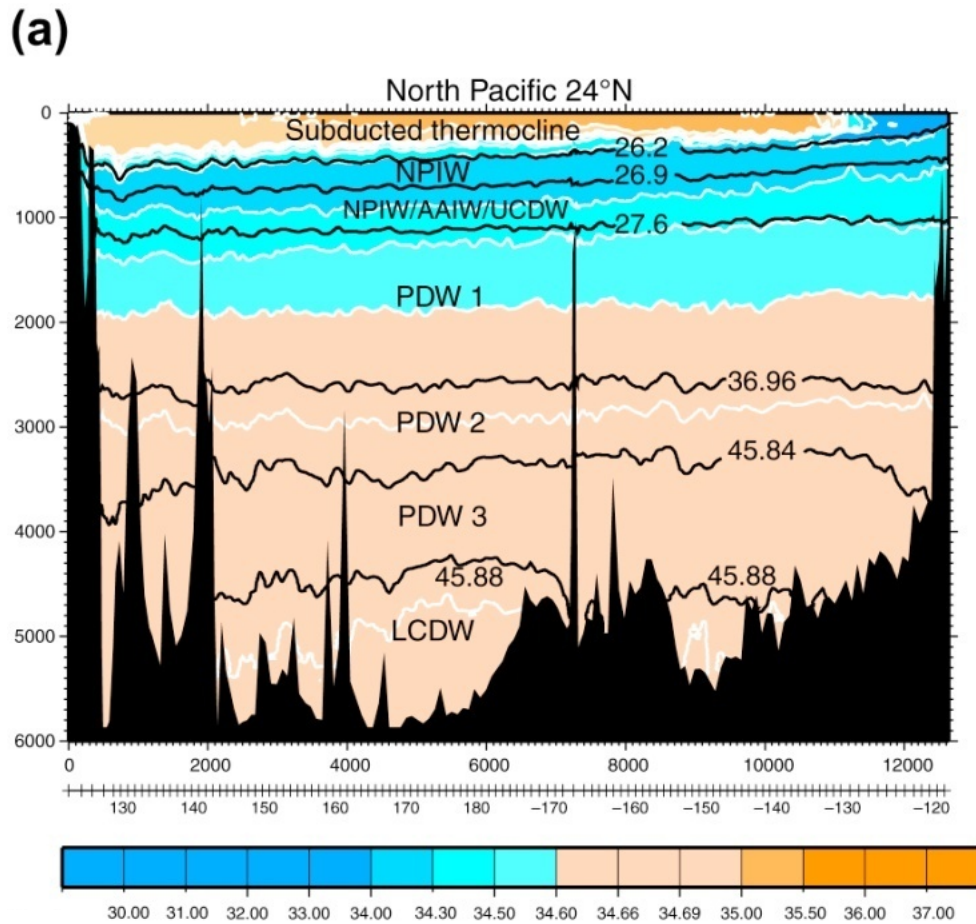 (a)
North Pacific 24°N
0
Subducted thermocline
26.2
NPIW
26.9
NPIW/AAIW/UCDW
1000
27.6
PDW 1
2000
36.96
3000
PDW 2
45.84
PDW 3
4000
45.88 45.88
5000
LCDW
6000
0 2000 4000 6000 8000 10000 12000
130 140 150 160 170 180 −170 −160 −150 −140 −130 −120
30.00 31.00 32.00 33.00 34.00 34.30 34.50 34.60 34.66 34.69 35.00 35.50 36.00 37.00